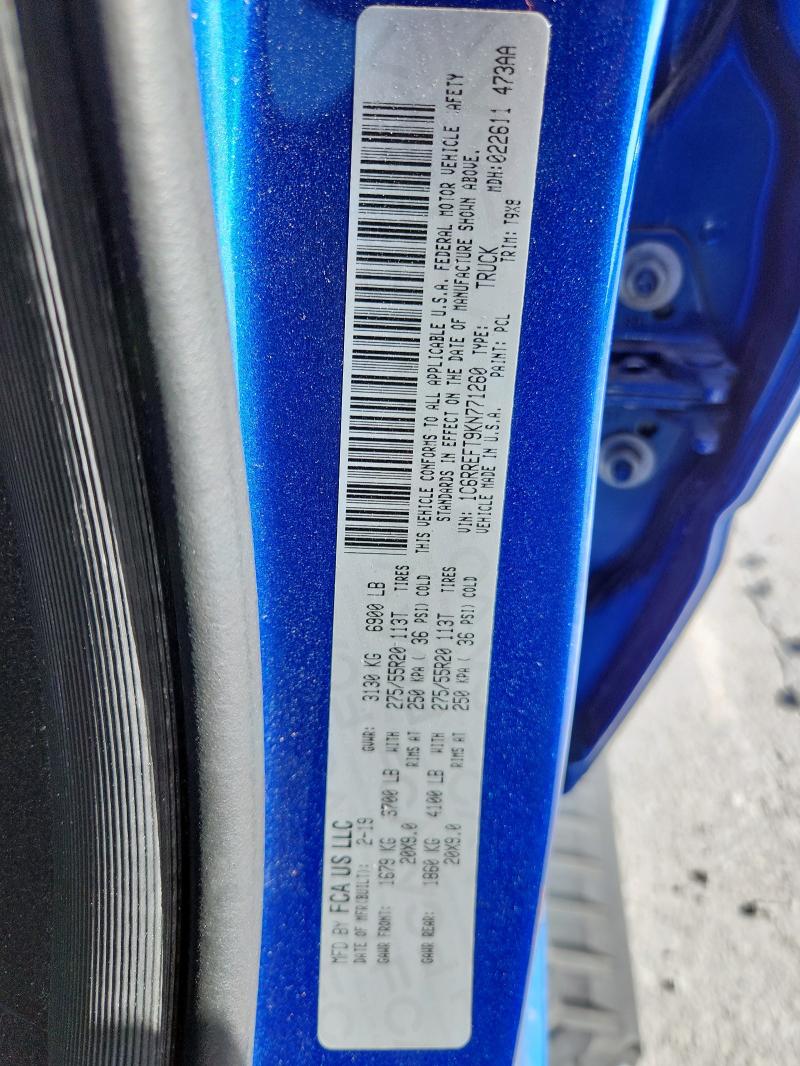 MFD BY FCA US LLC
DATE OF MFR(BUILT): 2-19 GVWR: 3130 KG 6900 LB
GAWR FRONT: 1679 KG 3700 LB WITH 275/55R20 113T TIRES
20X9.0 RIMS AT 250 KPA ( 36 PSI) COLD
GAWR REAR: 1860 KG 4100 LB WITH 275/55R20 113T TIRES
20X9.0 RIMS AT 250 KPA ( 36 PSI) COLD
THIS VEHICLE CONFORMS TO ALL APPLICABLE U.S.A. FEDERAL MOTOR VEHICLE AFETY
STANDARDS IN EFFECT ON THE DATE OF MANUFACTURE SHOWN ABOVE.
VIN: 1C6RREFT9KN771260 TYPE: TRUCK MDH:022611 473AA
VEHICLE MADE IN U.S.A. PAINT: PCL TRIM: T9X8